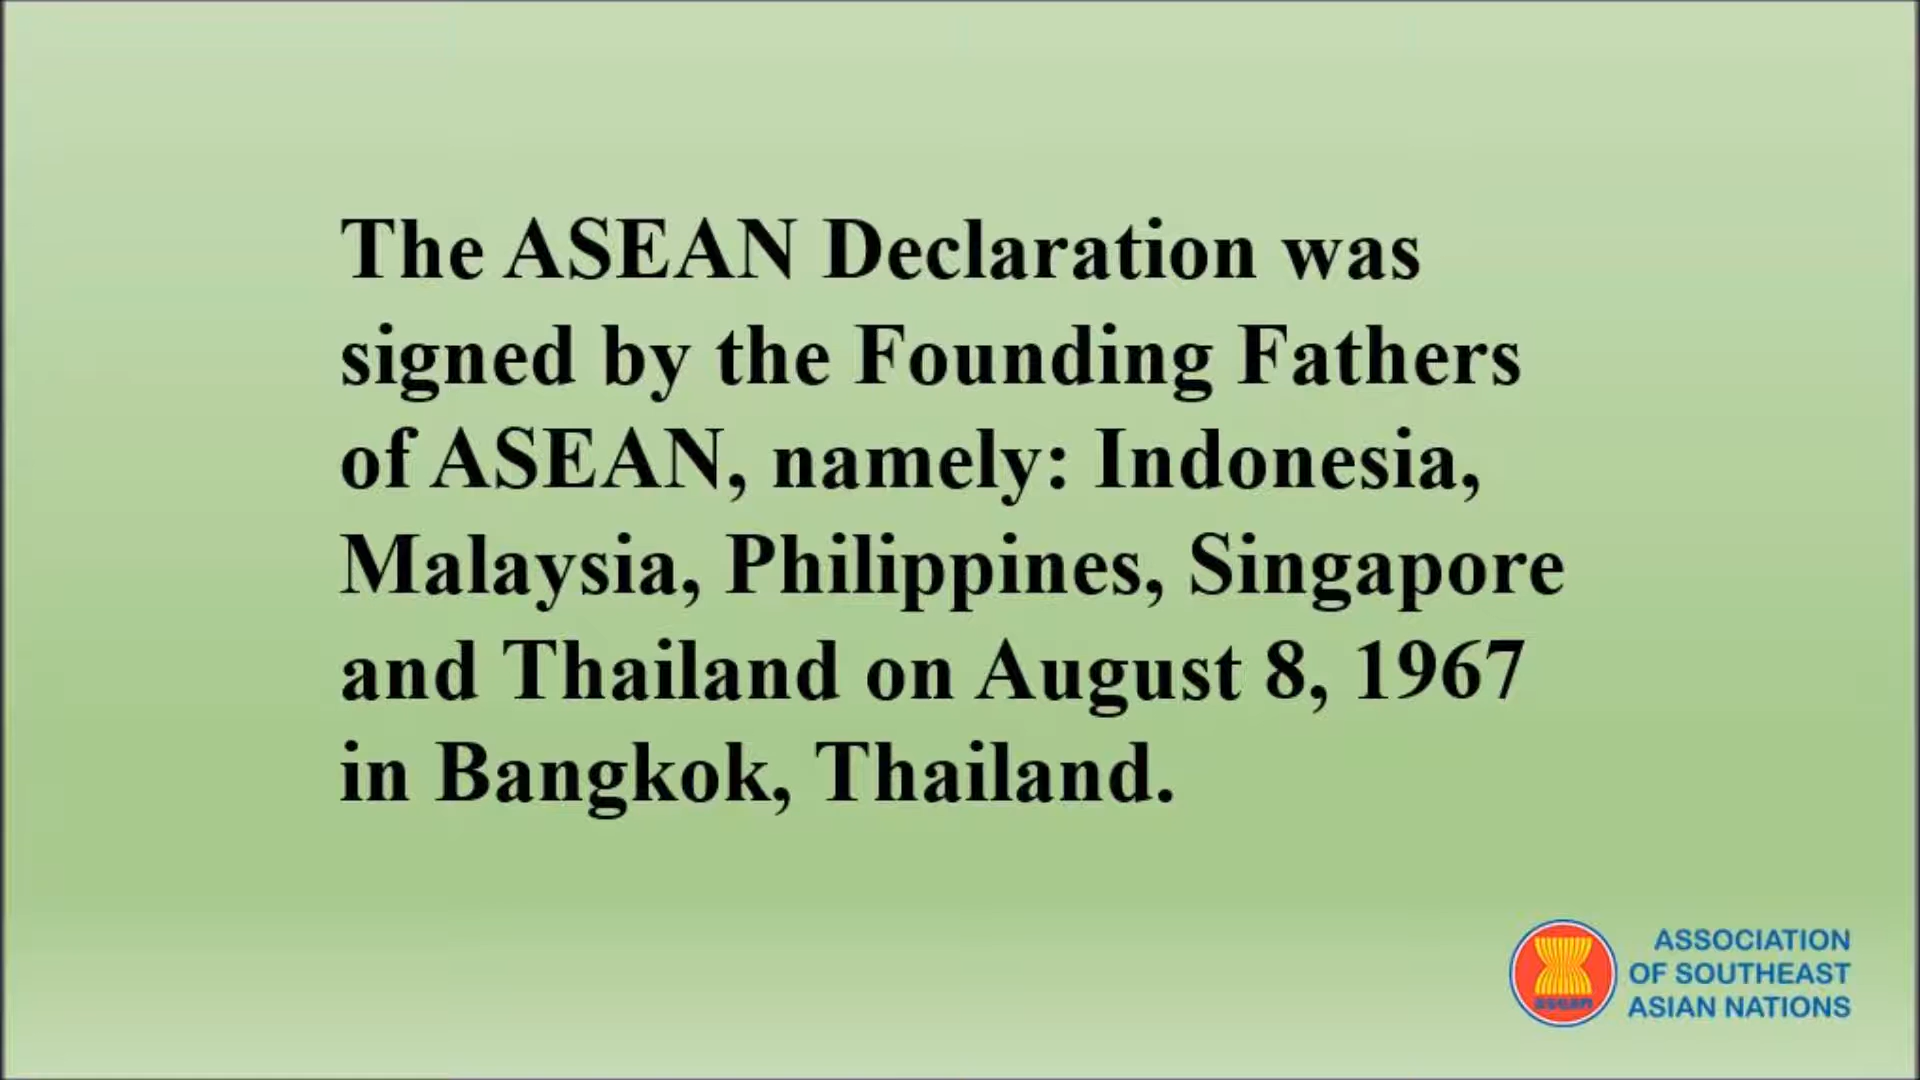 The ASEAN Declaration was
signed by the Founding Fathers
of ASEAN, namely: Indonesia,
Malaysia, Philippines, Singapore
and Thailand on August 8, 1967
in Bangkok, Thailand.
asean
ASSOCIATION
OF SOUTHEAST
ASIAN NATIONS